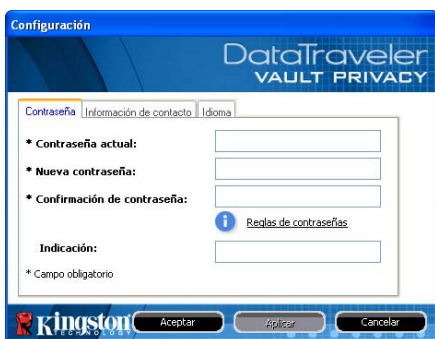 Configuración
DataTraveler
VAULT PRIVACY
Contraseña Información de contacto Idioma
* Contraseña actual:
* Nueva contraseña:
* Confirmación de contraseña:
Reglas de contraseñas
Indicación:
* Campo obligatorio
Kingston Aceptar Aplicar Cancelar
TECHNOLOGY